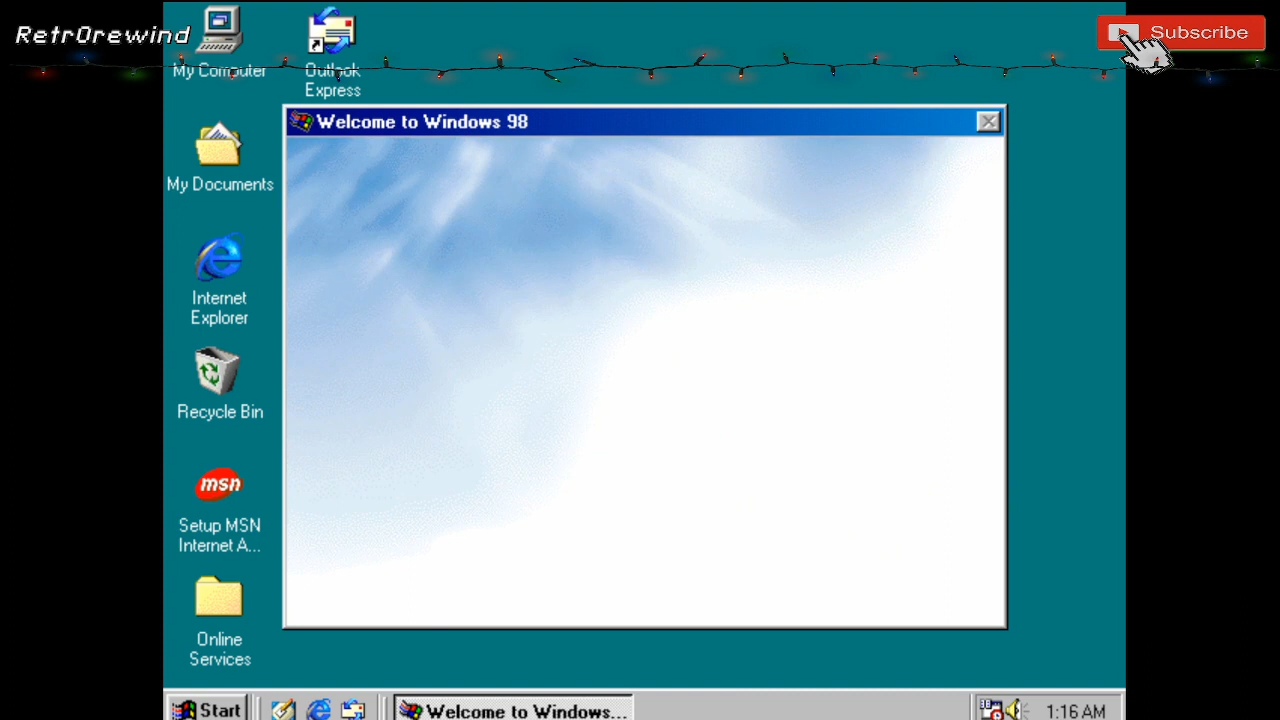 Retr0rewind
Subscribe
My Computer
Outlook
Express
Welcome to Windows 98
My Documents
Internet
Explorer
Recycle Bin
msn
Setup MSN
Internet A...
Online
Services
Start
Welcome to Windows...
1:16 AM